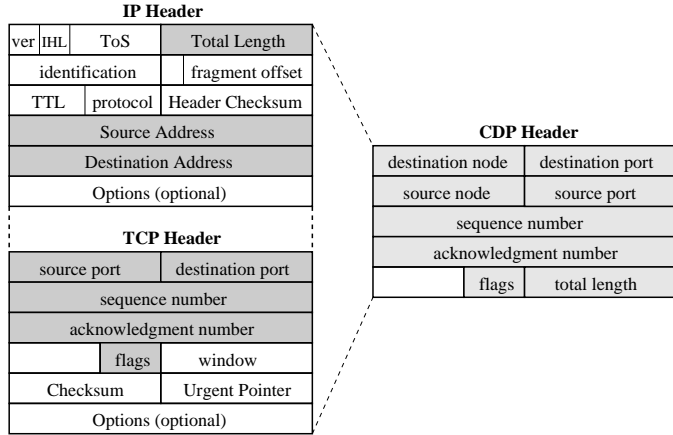 IP Header
ver IHL ToS Total Length
identification fragment offset
TTL protocol Header Checksum
Source Address
Destination Address
Options (optional)
TCP Header
source port destination port
sequence number
acknowledgment number
flags window
Checksum Urgent Pointer
Options (optional)
CDP Header
destination node destination port
source node source port
sequence number
acknowledgment number
flags total length